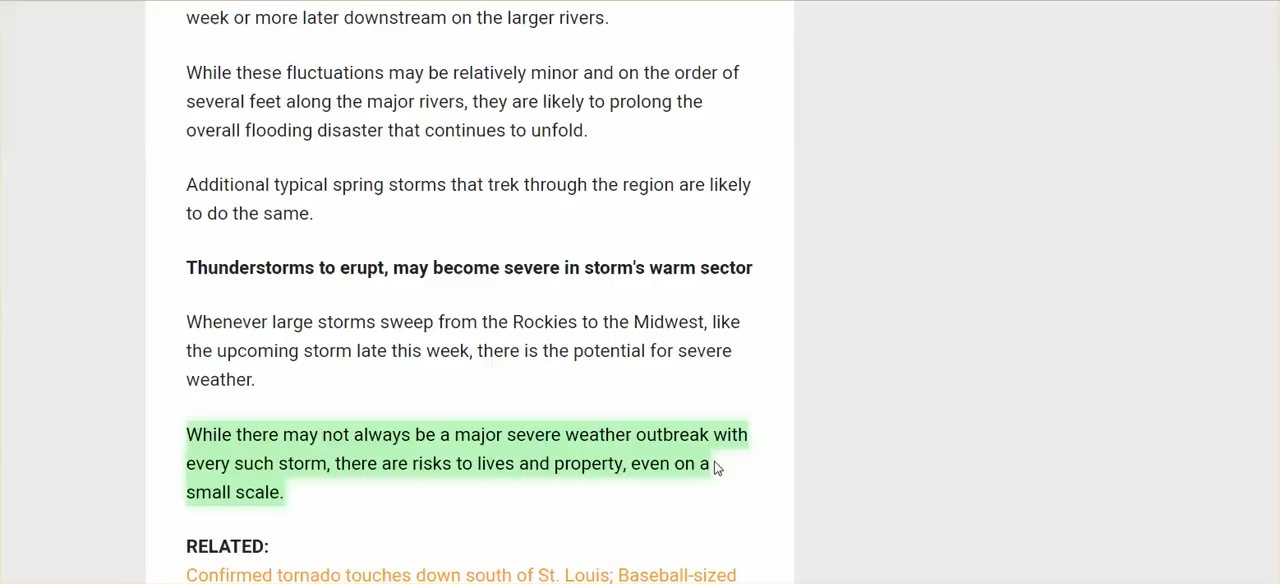 week or more later downstream on the larger rivers.
While these fluctuations may be relatively minor and on the order of
several feet along the major rivers, they are likely to prolong the
overall flooding disaster that continues to unfold.
Additional typical spring storms that trek through the region are likely
to do the same.
Thunderstorms to erupt, may become severe in storm's warm sector
Whenever large storms sweep from the Rockies to the Midwest, like
the upcoming storm late this week, there is the potential for severe
weather.
While there may not always be a major severe weather outbreak with
every such storm, there are risks to lives and property, even on a
small scale.
RELATED:
Confirmed tornado touches down south of St. Louis; Baseball-sized